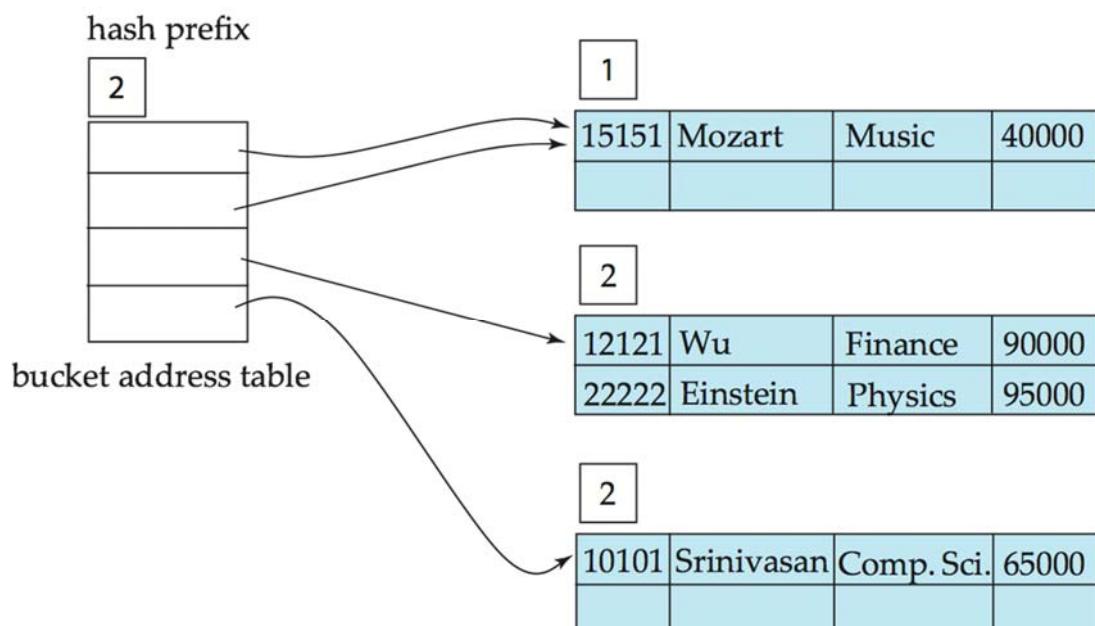 hash prefix
2
bucket address table
1
15151 Mozart Music 40000
2
12121 Wu Finance 90000
22222 Einstein Physics 95000
2
10101 Srinivasan Comp. Sci. 65000